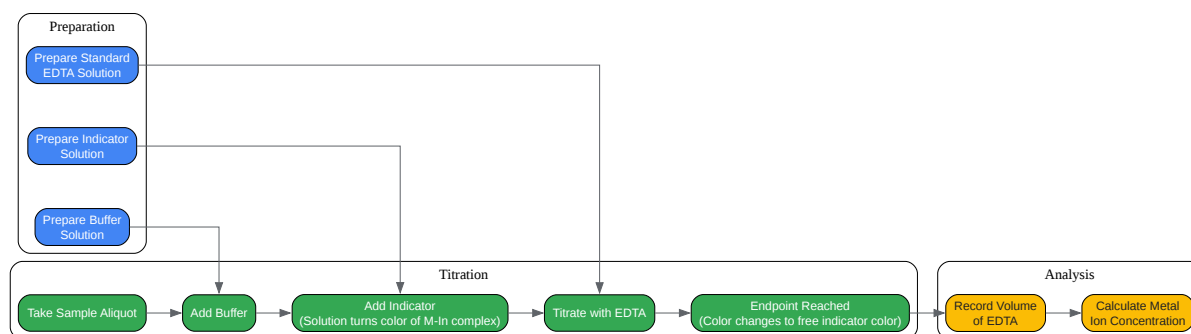 Preparation
Prepare Standard
EDTA Solution
Prepare Indicator
Solution
Prepare Buffer
Solution
Titration
Take Sample Aliquot
Add Buffer
Add Indicator
(Solution turns color of M-In complex)
Titrate with EDTA
Endpoint Reached
(Color changes to free indicator color)
Analysis
Record Volume
of EDTA
Calculate Metal
Ion Concentration